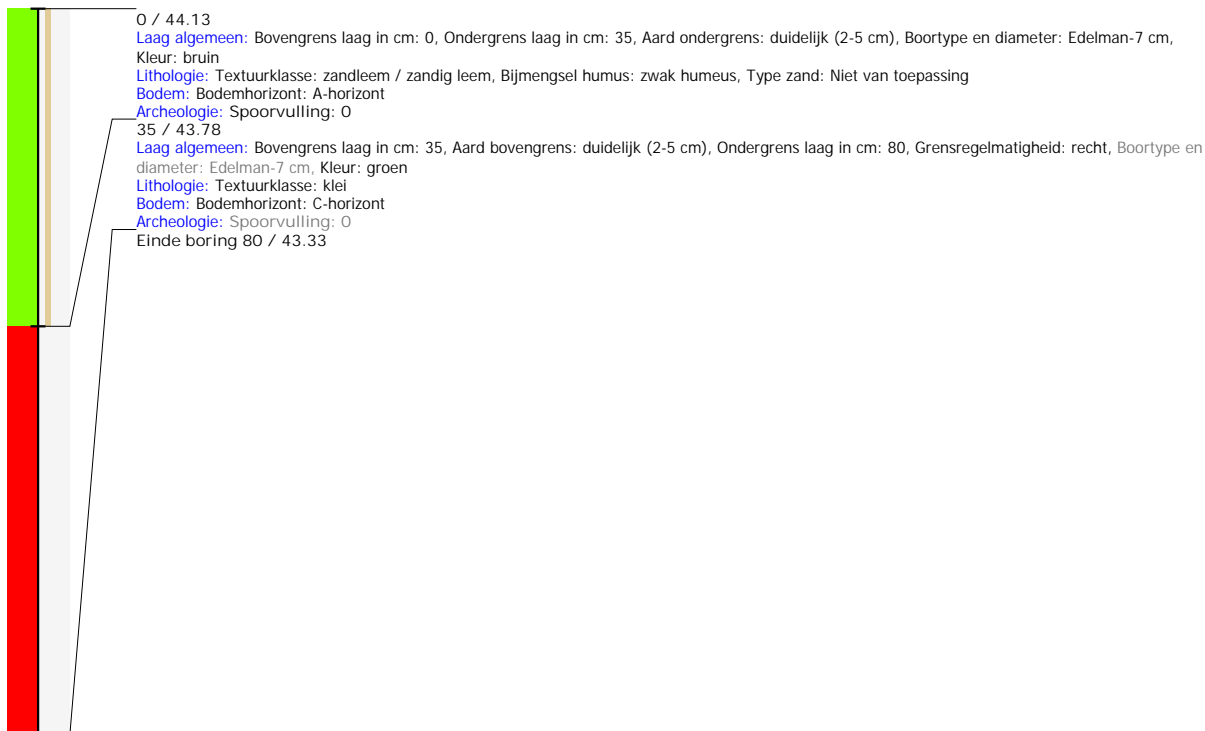 0 / 44.13
Laag algemeen: Bovengrens laag in cm: 0, Ondergrens laag in cm: 35, Aard ondergrens: duidelijk (2-5 cm), Boortype en diameter: Edelman-7 cm,
Kleur: bruin
Lithologie: Textuurklasse: zandleem / zandig leem, Bijmengsel humus: zwak humeus, Type zand: Niet van toepassing
Bodem: Bodemhorizont: A-horizont
Archeologie: Spoorvulling: 0
35 / 43.78
Laag algemeen: Bovengrens laag in cm: 35, Aard bovengrens: duidelijk (2-5 cm), Ondergrens laag in cm: 80, Grensregelmatigheid: recht, Boortype en
diameter: Edelman-7 cm, Kleur: groen
Lithologie: Textuurklasse: klei
Bodem: Bodemhorizont: C-horizont
Archeologie: Spoorvulling: 0
Einde boring 80 / 43.33